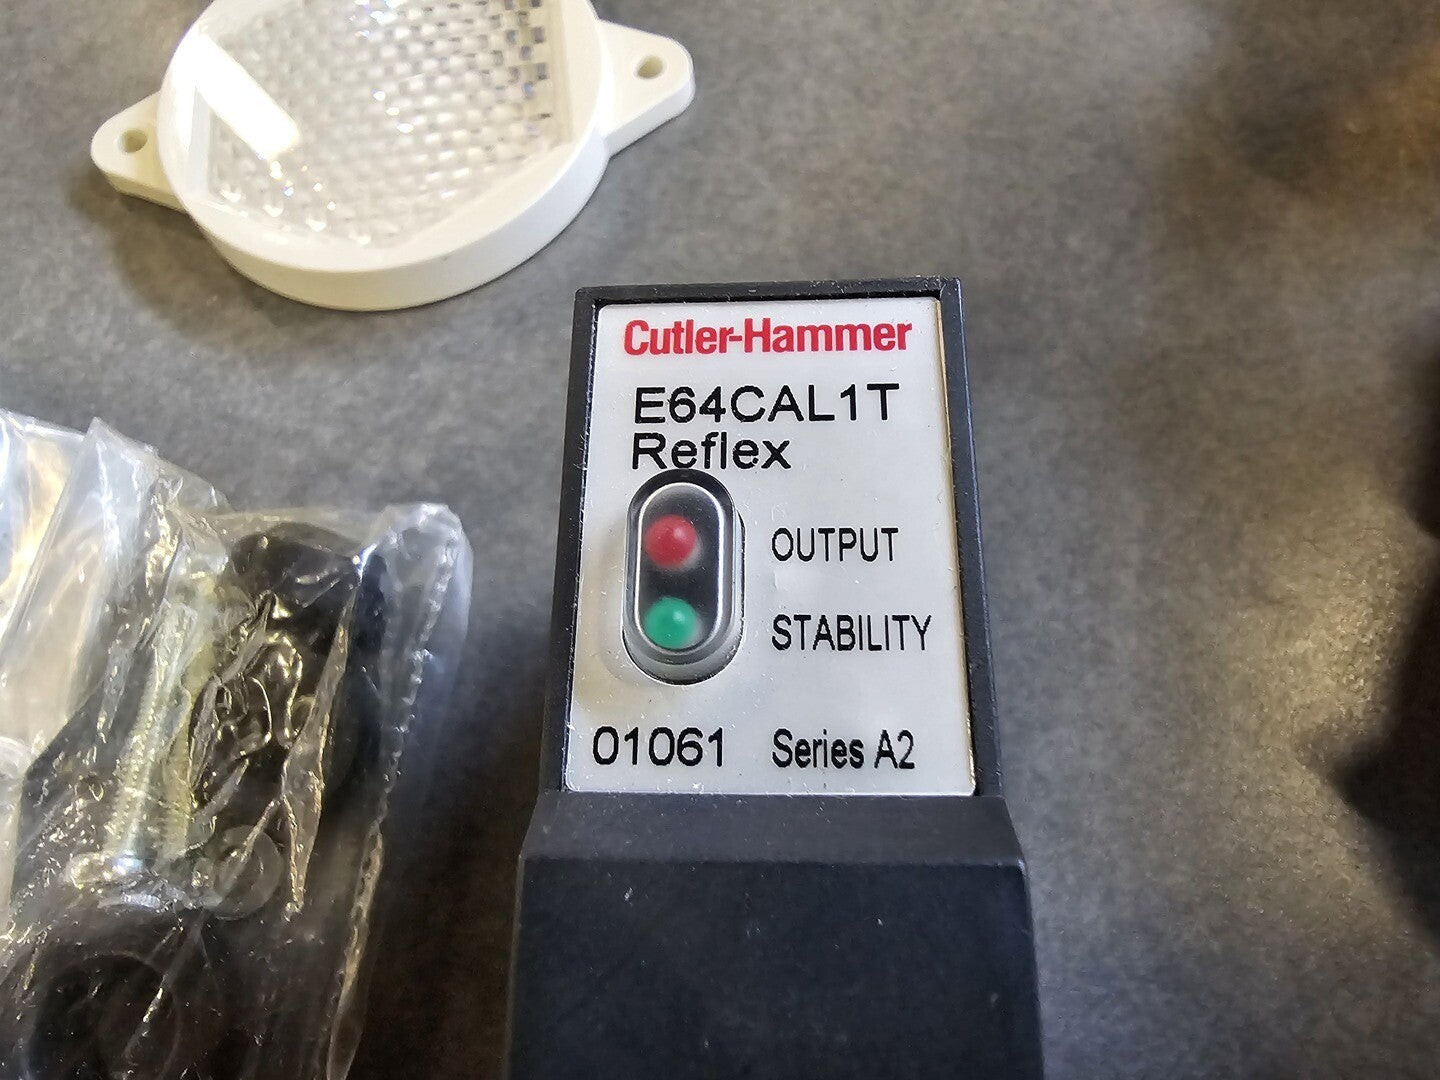 Cutler-Hammer
E64CAL1T
Reflex
OUTPUT
STABILITY
01061 Series A2